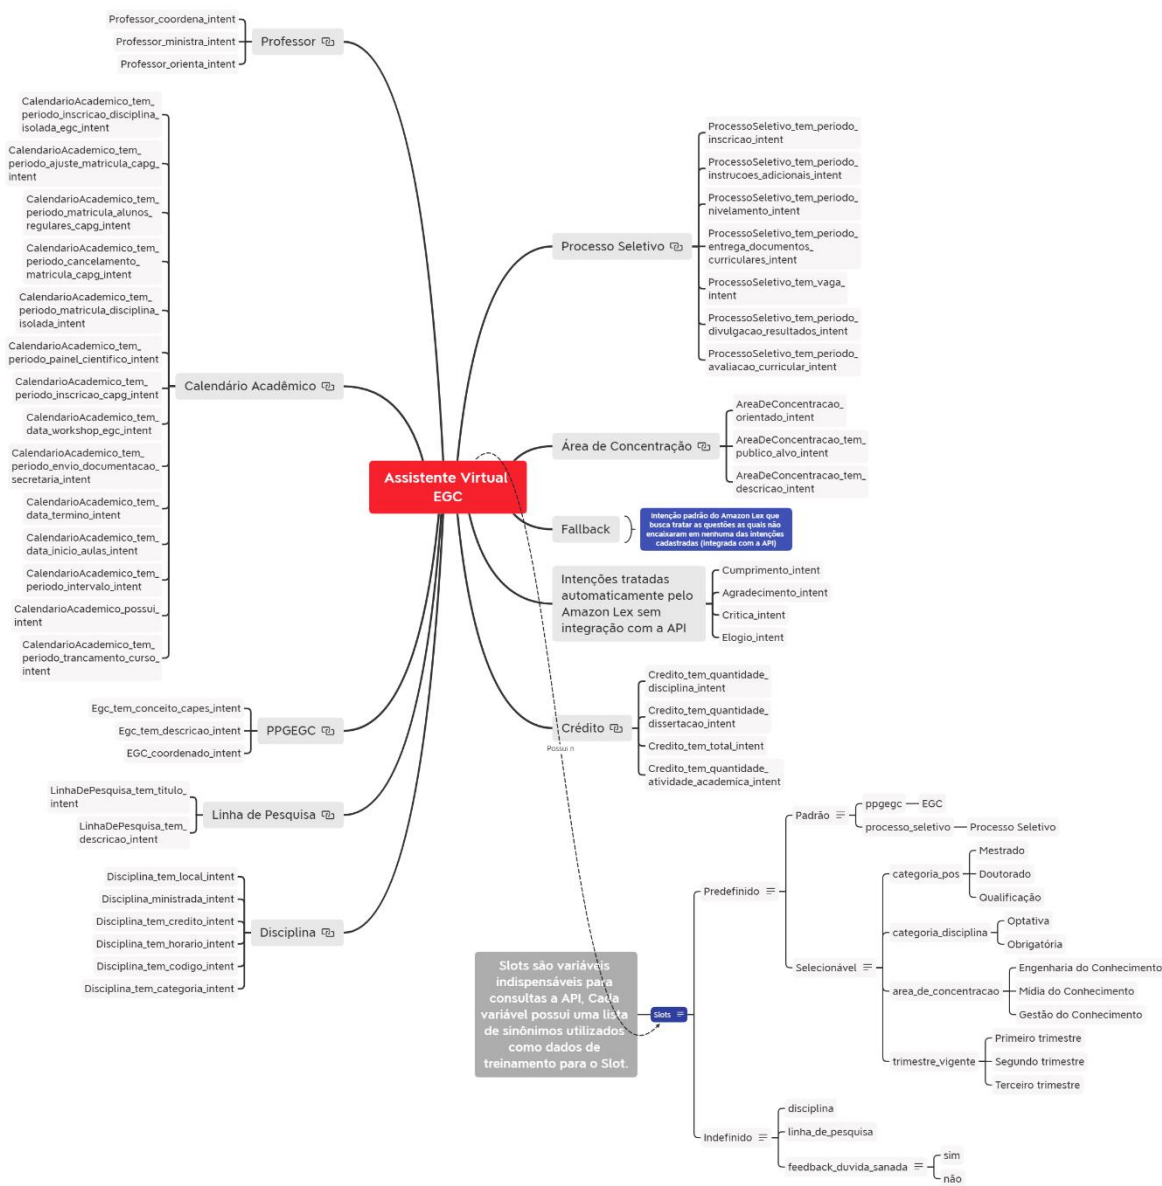 Professor_coordena_intent
Professor_ministra_intent
Professor_orienta_intent
Professor
CalendarioAcademico_tem_
periodo_inscricao_disciplina_
isolada_egc_intent
CalendarioAcademico_tem_
periodo_ajuste_matricula_capg_
intent
CalendarioAcademico_tem_
periodo_matricula_alunos_
regulares_capg_intent
CalendarioAcademico_tem_
periodo_cancelamento_
matricula_capg_intent
CalendarioAcademico_tem_
periodo_matricula_disciplina_
isolada_intent
CalendarioAcademico_tem_
periodo_painel_cientifico_intent
CalendarioAcademico_tem_
periodo_inscricao_capg_intent
CalendarioAcademico_tem_
data_workshop_egc_intent
CalendarioAcademico_tem_
periodo_envio_documentacao_
secretaria_intent
CalendarioAcademico_tem_
data_termino_intent
CalendarioAcademico_tem_
data_inicio_aulas_intent
CalendarioAcademico_tem_
periodo_intervalo_intent
CalendarioAcademico_possui_
intent
CalendarioAcademico_tem_
periodo_trancamento_curso_
intent
Calendário Acadêmico
Egc_tem_conceito_capes_intent
Egc_tem_descricao_intent
EGC_coordenado_intent
PPGEGC
LinhaDePesquisa_tem_titulo_
intent
LinhaDePesquisa_tem_
descricao_intent
Linha de Pesquisa
Disciplina_tem_local_intent
Disciplina_ministrada_intent
Disciplina_tem_credito_intent
Disciplina_tem_horario_intent
Disciplina_tem_codigo_intent
Disciplina_tem_categoria_intent
Disciplina
Assistente Virtual
EGC
Processo Seletivo
ProcessoSeletivo_tem_periodo_
inscricao_intent
ProcessoSeletivo_tem_periodo_
instrucoes_adicionais_intent
ProcessoSeletivo_tem_periodo_
nivelamento_intent
ProcessoSeletivo_tem_periodo_
entrega_documentos_
curriculares_intent
ProcessoSeletivo_tem_vaga_
intent
ProcessoSeletivo_tem_periodo_
divulgacao_resultados_intent
ProcessoSeletivo_tem_periodo_
avaliacao_curricular_intent
Área de Concentração
AreaDeConcentracao_
orientado_intent
AreaDeConcentracao_tem_
publico_alvo_intent
AreaDeConcentracao_tem_
descricao_intent
Fallback
Intenção padrão do Amazon Lex que
busca tratar as questões as quais não
encaixaram em nenhuma das intenções
cadastradas (integrada com a API)
Intenções tratadas
automaticamente pelo
Amazon Lex sem
integração com a API
Cumprimento_intent
Agradecimento_intent
Critica_intent
Elogio_intent
Crédito
Credito_tem_quantidade_
disciplina_intent
Credito_tem_quantidade_
dissertacao_intent
Credito_tem_total_intent
Credito_tem_quantidade_
atividade_academica_intent
Possui n
Slots são variáveis
indispensáveis para
consultas a API, Cada
variável possui uma lista
de sinônimos utilizados
como dados de
treinamento para o Slot.
Slots
Predefinido
Padrão
ppgegc
EGC
processo_seletivo
Processo Seletivo
Selecionável
categoria_pos
Mestrado
Doutorado
Qualificação
categoria_disciplina
Optativa
Obrigatória
area_de_concentracao
Engenharia do Conhecimento
Mídia do Conhecimento
Gestão do Conhecimento
trimestre_vigente
Primeiro trimestre
Segundo trimestre
Terceiro trimestre
Indefinido
disciplina
linha_de_pesquisa
feedback_duvida_sanada
sim
não